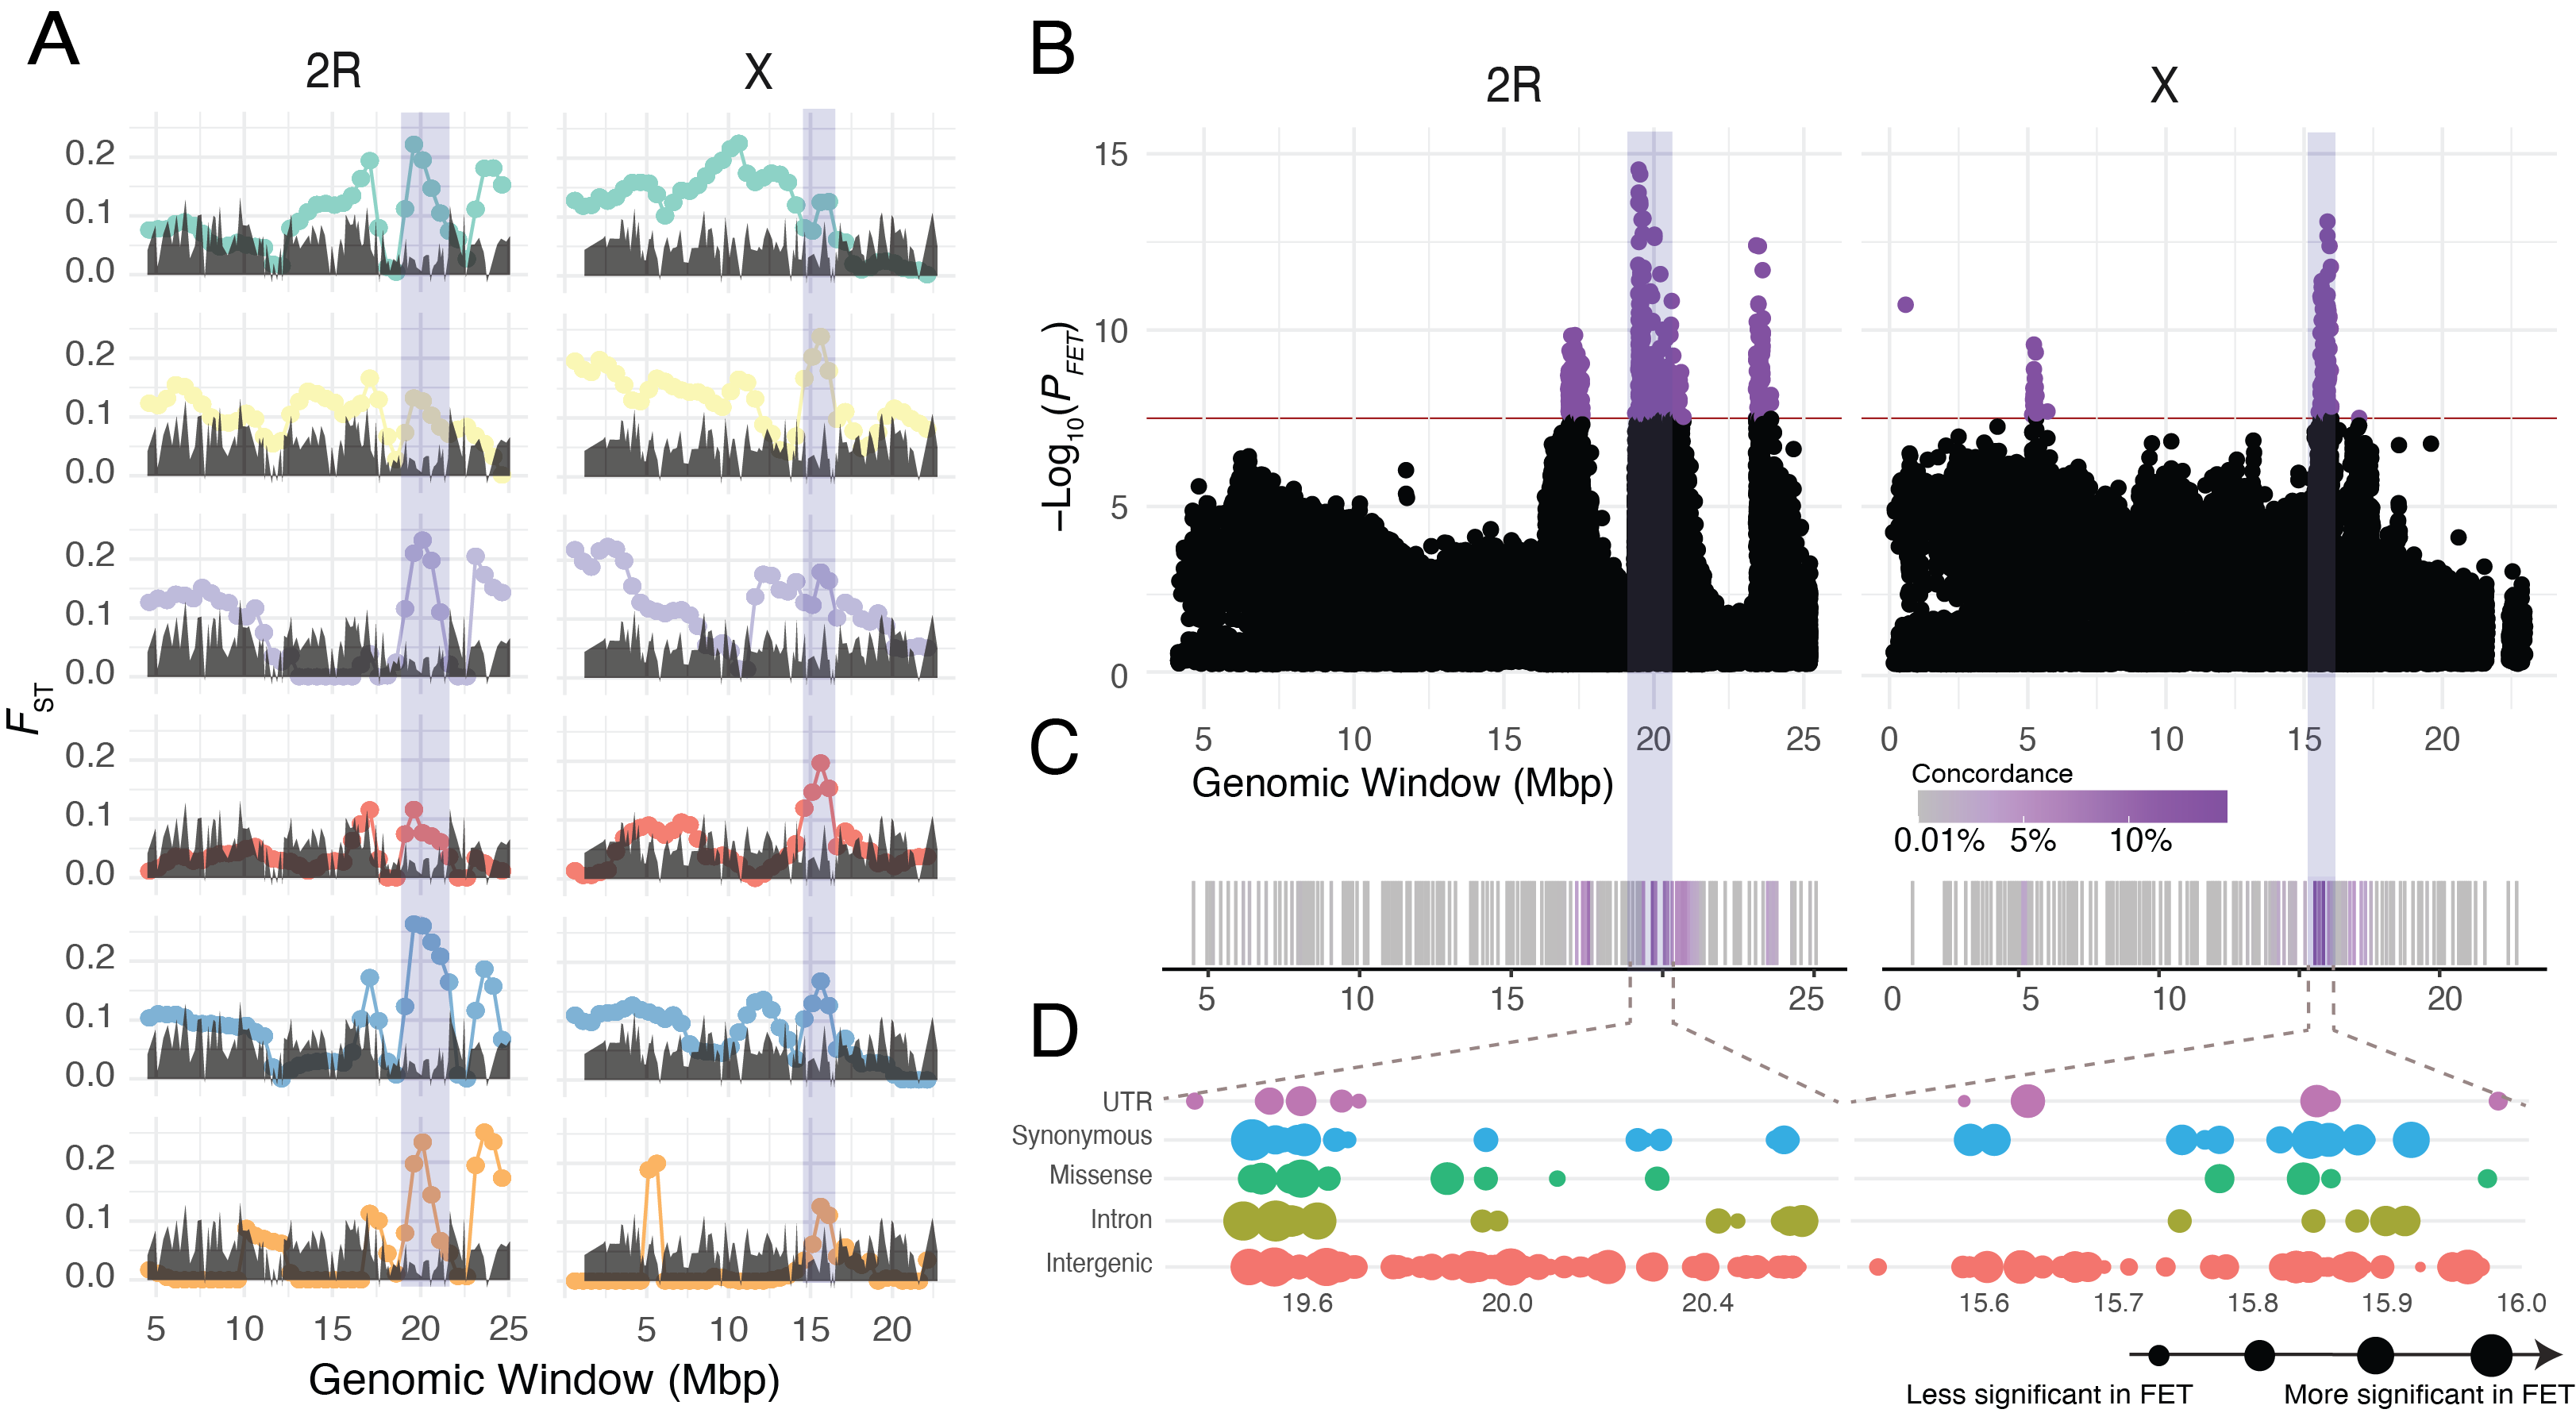 A
2R
X
0.2
0.1
0.0
0.2
0.1
0.0
0.2
0.1
0.0
0.2
0.1
0.0
0.2
0.1
0.0
0.2
0.1
0.0
FST
5 10 15 20 25
5 10 15 20
Genomic Window (Mbp)
B
2R
X
15
10
5
0
−Log10(PFET)
5 10 15 20 25
0 5 10 15 20
Genomic Window (Mbp)
C
Concordance
0.01% 5% 10%
5 10 15 25
0 5 10 20
D
UTR
Synonymous
Missense
Intron
Intergenic
19.6 20.0 20.4
15.6 15.7 15.8 15.9 16.0
Less significant in FET
More significant in FET